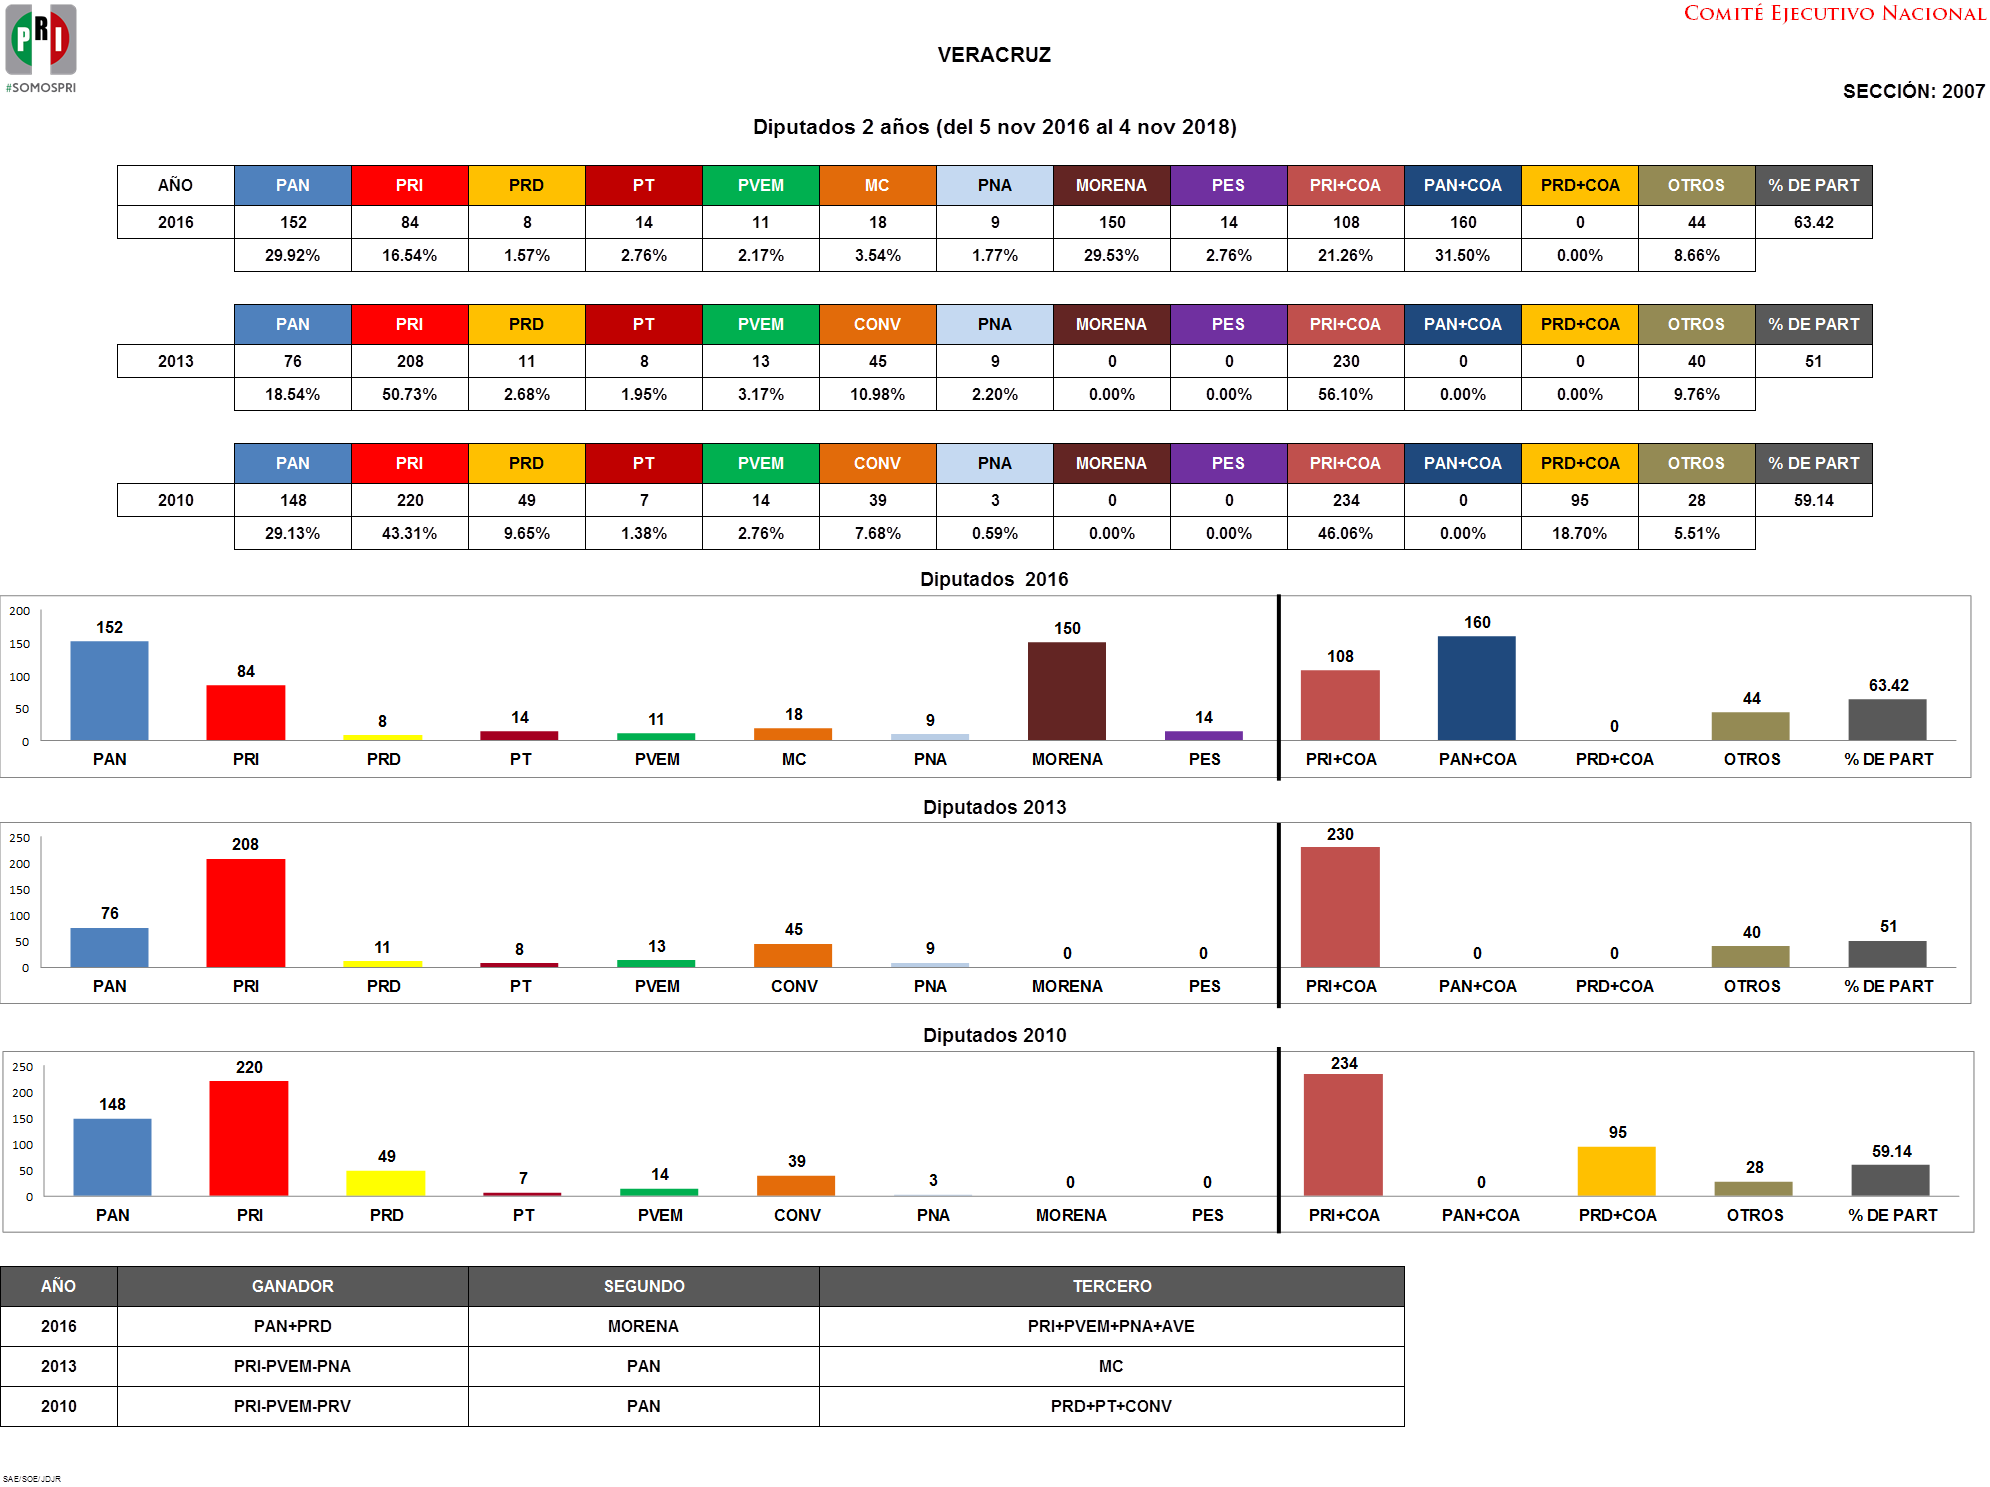 PRI
#SOMOSPRI
COMITÉ EJECUTIVO NACIONAL
VERACRUZ
SECCIÓN: 2007
Diputados 2 años (del 5 nov 2016 al 4 nov 2018)
AÑO PAN PRI PRD PT PVEM MC PNA MORENA PES PRI+COA PAN+COA PRD+COA OTROS % DE PART
2016 152 84 8 14 11 18 9 150 14 108 160 0 44 63.42
29.92% 16.54% 1.57% 2.76% 2.17% 3.54% 1.77% 29.53% 2.76% 21.26% 31.50% 0.00% 8.66%
PAN PRI PRD PT PVEM CONV PNA MORENA PES PRI+COA PAN+COA PRD+COA OTROS % DE PART
2013 76 208 11 8 13 45 9 0 0 230 0 0 40 51
18.54% 50.73% 2.68% 1.95% 3.17% 10.98% 2.20% 0.00% 0.00% 56.10% 0.00% 0.00% 9.76%
PAN PRI PRD PT PVEM CONV PNA MORENA PES PRI+COA PAN+COA PRD+COA OTROS % DE PART
2010 148 220 49 7 14 39 3 0 0 234 0 95 28 59.14
29.13% 43.31% 9.65% 1.38% 2.76% 7.68% 0.59% 0.00% 0.00% 46.06% 0.00% 18.70% 5.51%
Diputados 2016
200
150
100
50
0
152 84 8 14 11 18 9 150 14 108 160 0 44 63.42
PAN PRI PRD PT PVEM MC PNA MORENA PES PRI+COA PAN+COA PRD+COA OTROS % DE PART
Diputados 2013
250
200
150
100
50
0
76 208 11 8 13 45 9 0 0 230 0 0 40 51
PAN PRI PRD PT PVEM CONV PNA MORENA PES PRI+COA PAN+COA PRD+COA OTROS % DE PART
Diputados 2010
250
200
150
100
50
0
148 220 49 7 14 39 3 0 0 234 0 95 28 59.14
PAN PRI PRD PT PVEM CONV PNA MORENA PES PRI+COA PAN+COA PRD+COA OTROS % DE PART
AÑO GANADOR SEGUNDO TERCERO
2016 PAN+PRD MORENA PRI+PVEM+PNA+AVE
2013 PRI-PVEM-PNA PAN MC
2010 PRI-PVEM-PRV PAN PRD+PT+CONV
SAE/SOE/JDJR